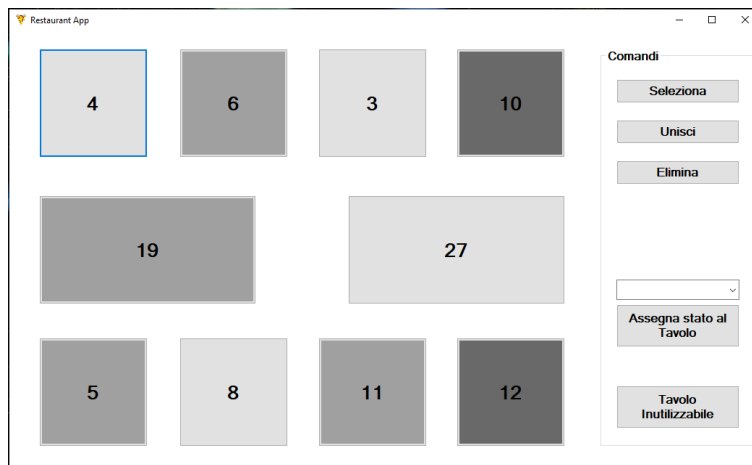 Restaurant App
4 6 3 10
Comandi
Seleziona
Unisci
Elimina
19 27
Assegna stato al
Tavolo
5 8 11 12
Tavolo
Inutilizzabile